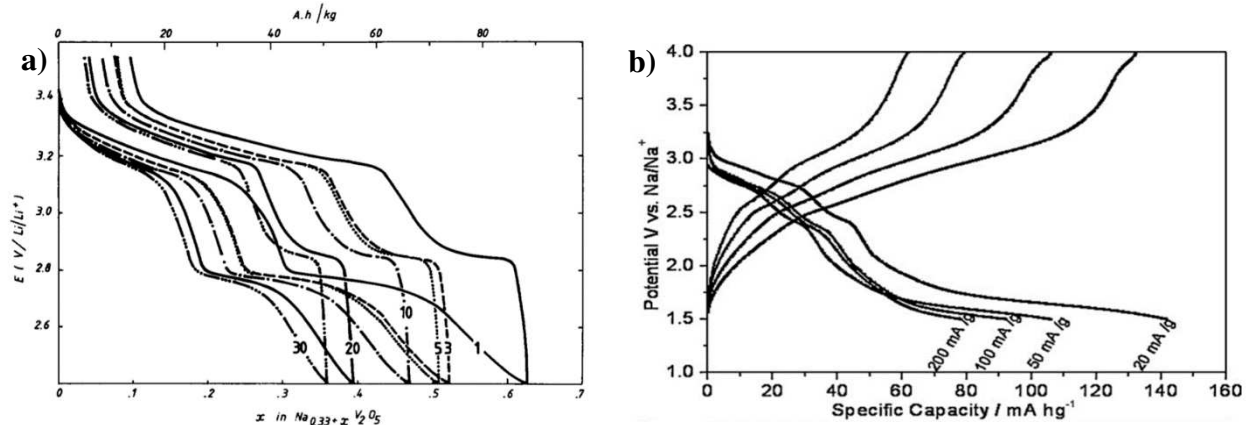 a)
A.h/kg
0 20 40 60 80
3.4
3.2
3.0
2.8
2.6
E (V/Li/Li⁺)
30 20 10 5 3 1
0 .1 .2 .3 .4 .5 .6 .7
x in Na0.33+x V2O5
b)
4.0
3.5
3.0
2.5
2.0
1.5
1.0
Potential V vs. Na/Na⁺
200 mA/g
100 mA/g
50 mA/g
20 mA/g
0 20 40 60 80 100 120 140 160
Specific Capacity / mA hg⁻¹